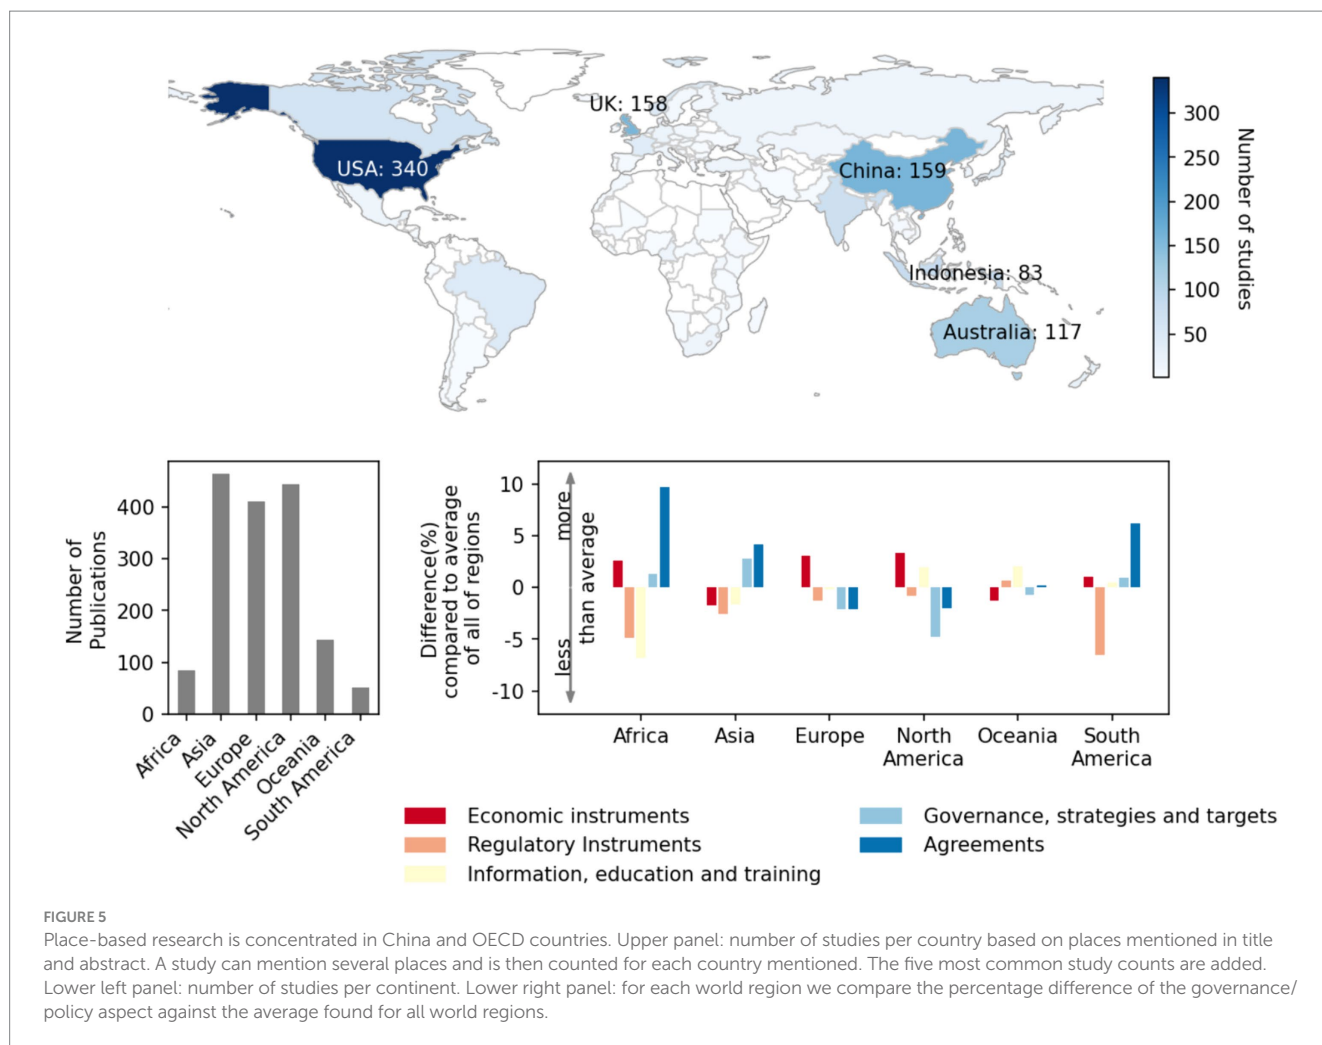 UK: 158
USA: 340
China: 159
Indonesia: 83
Australia: 117
300
250
200
150
100
50
Number of studies
Number of
Publications
400
300
200
100
0
Africa
Asia
Europe
North America
Oceania
South America
Difference(%)
compared to average
of all of regions
10
5
0
-5
-10
less
more
than average
Africa
Asia
Europe
North
America
Oceania
South
America
Economic instruments
Regulatory Instruments
Information, education and training
Governance, strategies and targets
Agreements
FIGURE 5
Place-based research is concentrated in China and OECD countries. Upper panel: number of studies per country based on places mentioned in title
and abstract. A study can mention several places and is then counted for each country mentioned. The five most common study counts are added.
Lower left panel: number of studies per continent. Lower right panel: for each world region we compare the percentage difference of the governance/
policy aspect against the average found for all world regions.